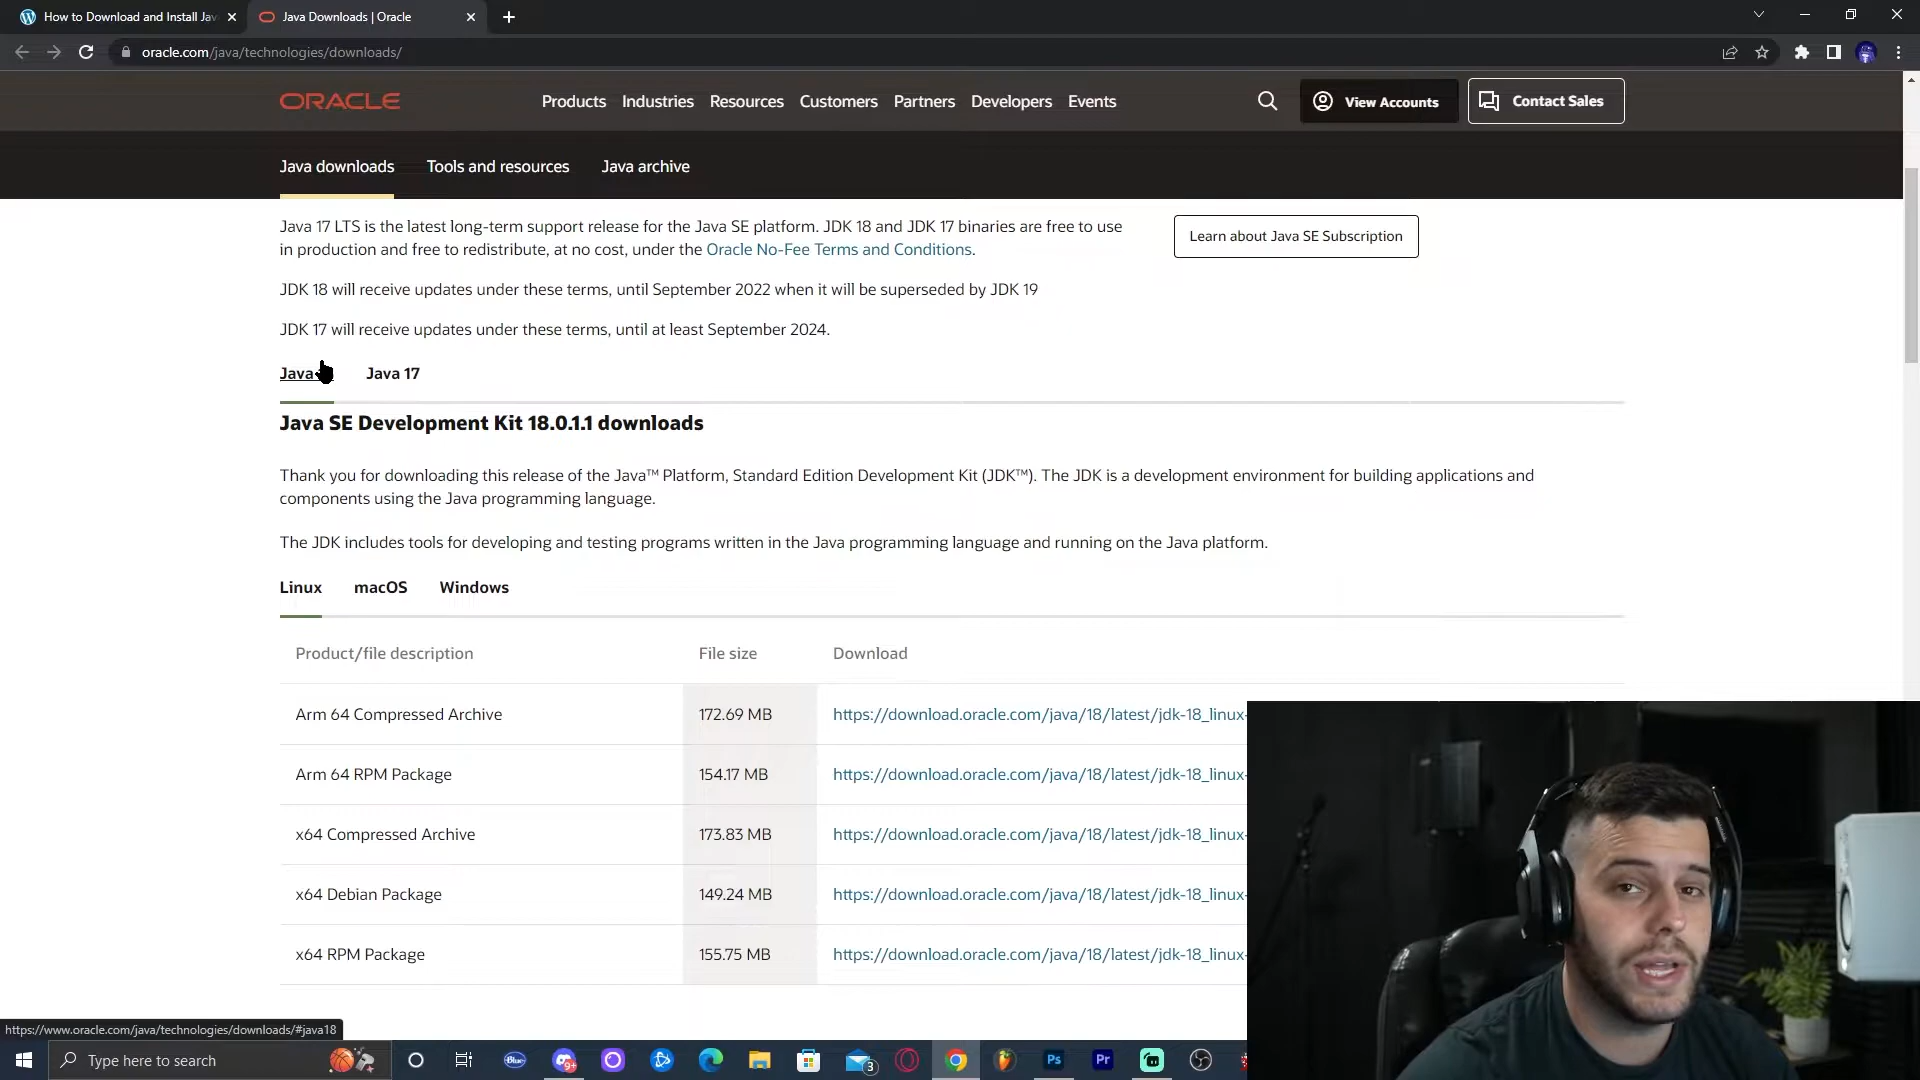 How to Download and Install Jav
Java Downloads | Oracle
oracle.com/java/technologies/downloads/
ORACLE
Products
Industries
Resources
Customers
Partners
Developers
Events
View Accounts
Contact Sales
Java downloads
Tools and resources
Java archive
Java 17 LTS is the latest long-term support release for the Java SE platform. JDK 18 and JDK 17 binaries are free to use
in production and free to redistribute, at no cost, under the Oracle No-Fee Terms and Conditions.
Learn about Java SE Subscription
JDK 18 will receive updates under these terms, until September 2022 when it will be superseded by JDK 19
JDK 17 will receive updates under these terms, until at least September 2024.
Java
Java 17
Java SE Development Kit 18.0.1.1 downloads
Thank you for downloading this release of the Java™ Platform, Standard Edition Development Kit (JDK™). The JDK is a development environment for building applications and
components using the Java programming language.
The JDK includes tools for developing and testing programs written in the Java programming language and running on the Java platform.
Linux
macOS
Windows
Product/file description
File size
Download
Arm 64 Compressed Archive
172.69 MB
https://download.oracle.com/java/18/latest/jdk-18_linux-
Arm 64 RPM Package
154.17 MB
https://download.oracle.com/java/18/latest/jdk-18_linux-
x64 Compressed Archive
173.83 MB
https://download.oracle.com/java/18/latest/jdk-18_linux-
x64 Debian Package
149.24 MB
https://download.oracle.com/java/18/latest/jdk-18_linux-
x64 RPM Package
155.75 MB
https://download.oracle.com/java/18/latest/jdk-18_linux-
https://www.oracle.com/java/technologies/downloads/#java18
Type here to search
Blue
9+
3
Ps
Pr